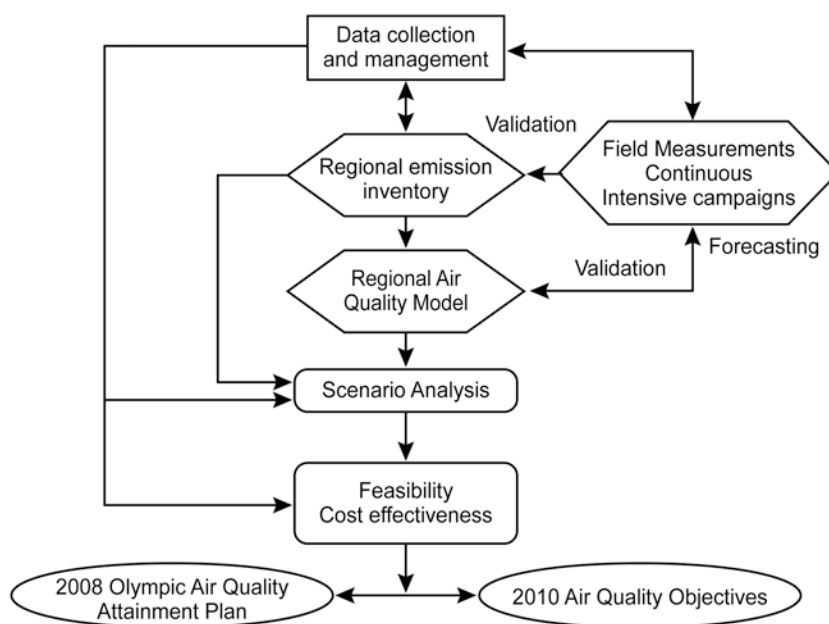 Data collection
and management
Validation
Regional emission
inventory
Field Measurements
Continuous
Intensive campaigns
Forecasting
Validation
Regional Air
Quality Model
Scenario Analysis
Feasibility
Cost effectiveness
2008 Olympic Air Quality
Attainment Plan
2010 Air Quality Objectives